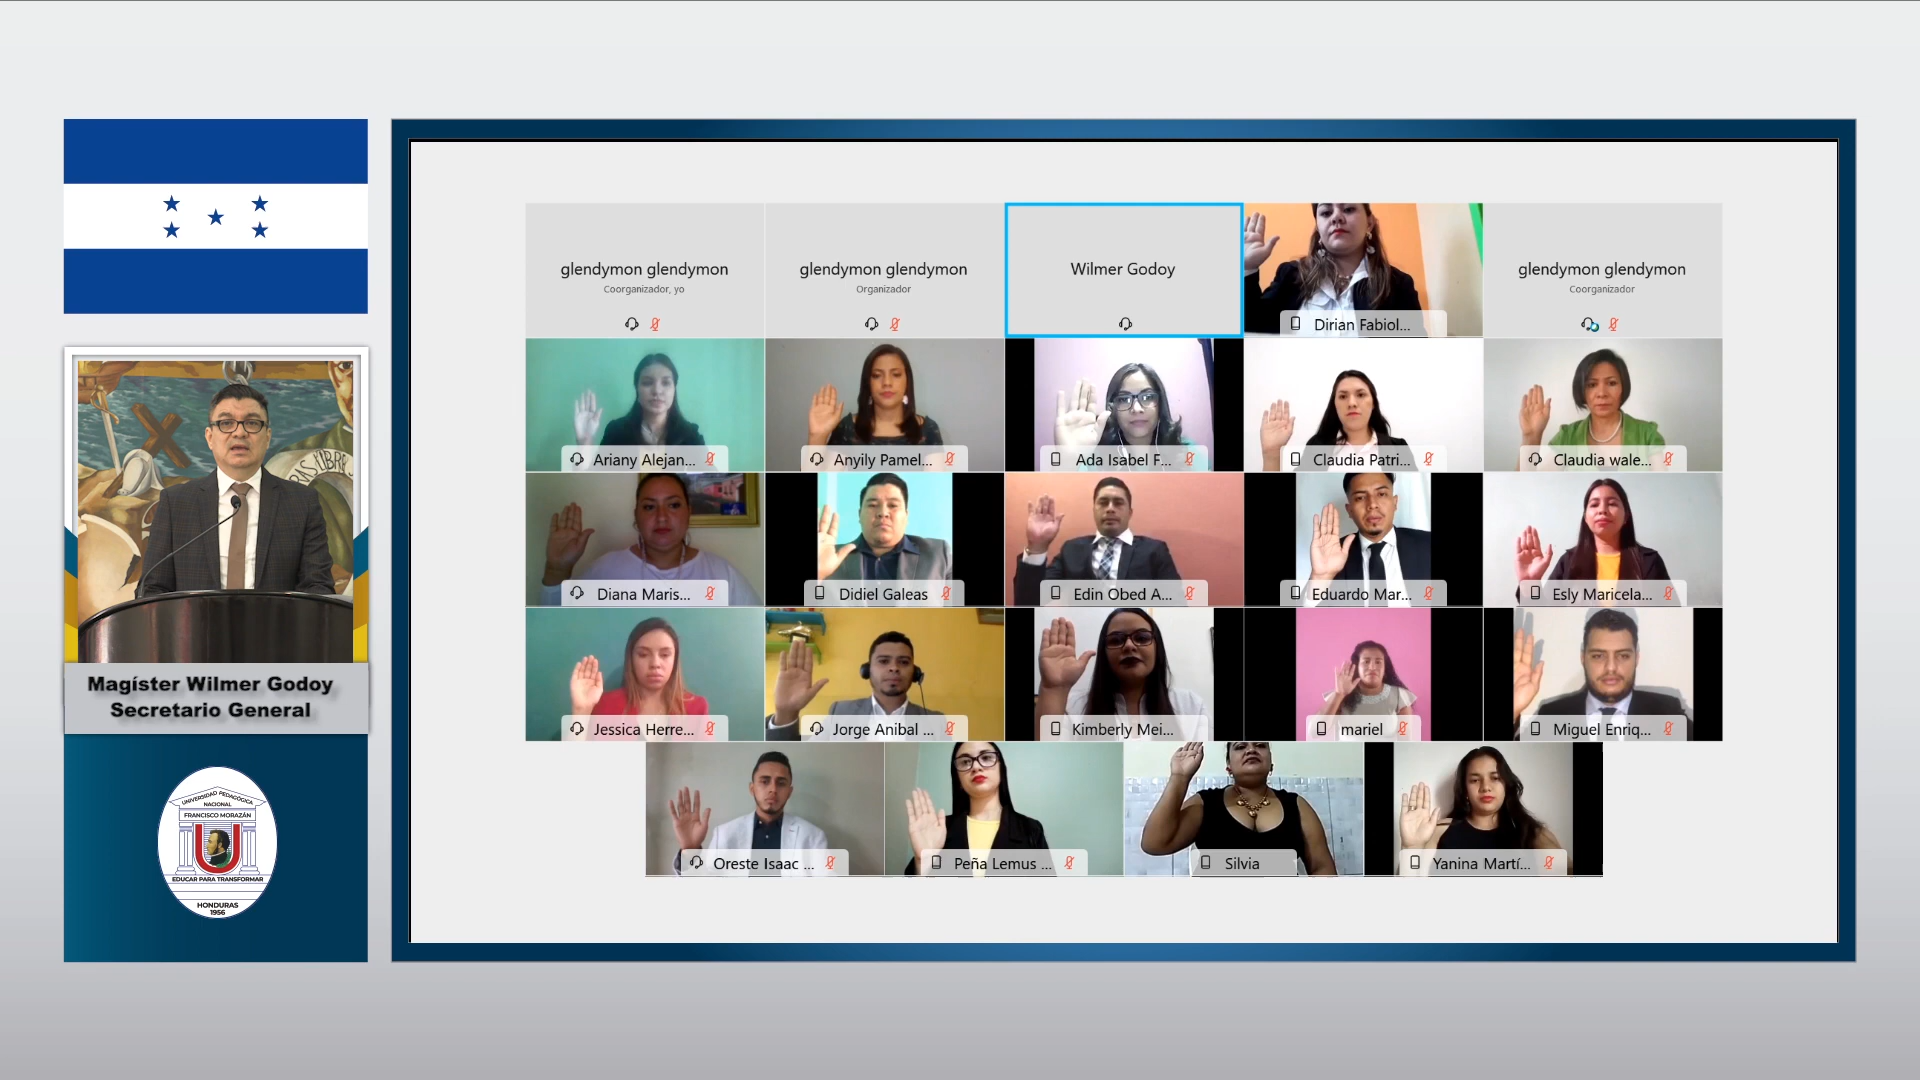 glendymon glendymon
Coorganizador, yo
glendymon glendymon
Organizador
Wilmer Godoy
Dirian Fabiol...
glendymon glendymon
Coorganizador
Ariany Alejan...
Anyily Pamel...
Ada Isabel F...
Claudia Patri...
Claudia wale...
Diana Maris...
Didiel Galeas
Edin Obed A...
Eduardo Mar...
Esly Maricela...
Jessica Herre...
Jorge Anibal ...
Kimberly Mei...
mariel
Miguel Enriq...
Oreste Isaac ...
Peña Lemus ...
Silvia
Yanina Martí...
Magíster Wilmer Godoy
Secretario General
UNIVERSIDAD PEDAGÓGICA
NACIONAL
FRANCISCO MORAZÁN
EDUCAR PARA TRANSFORMAR
HONDURAS
1956